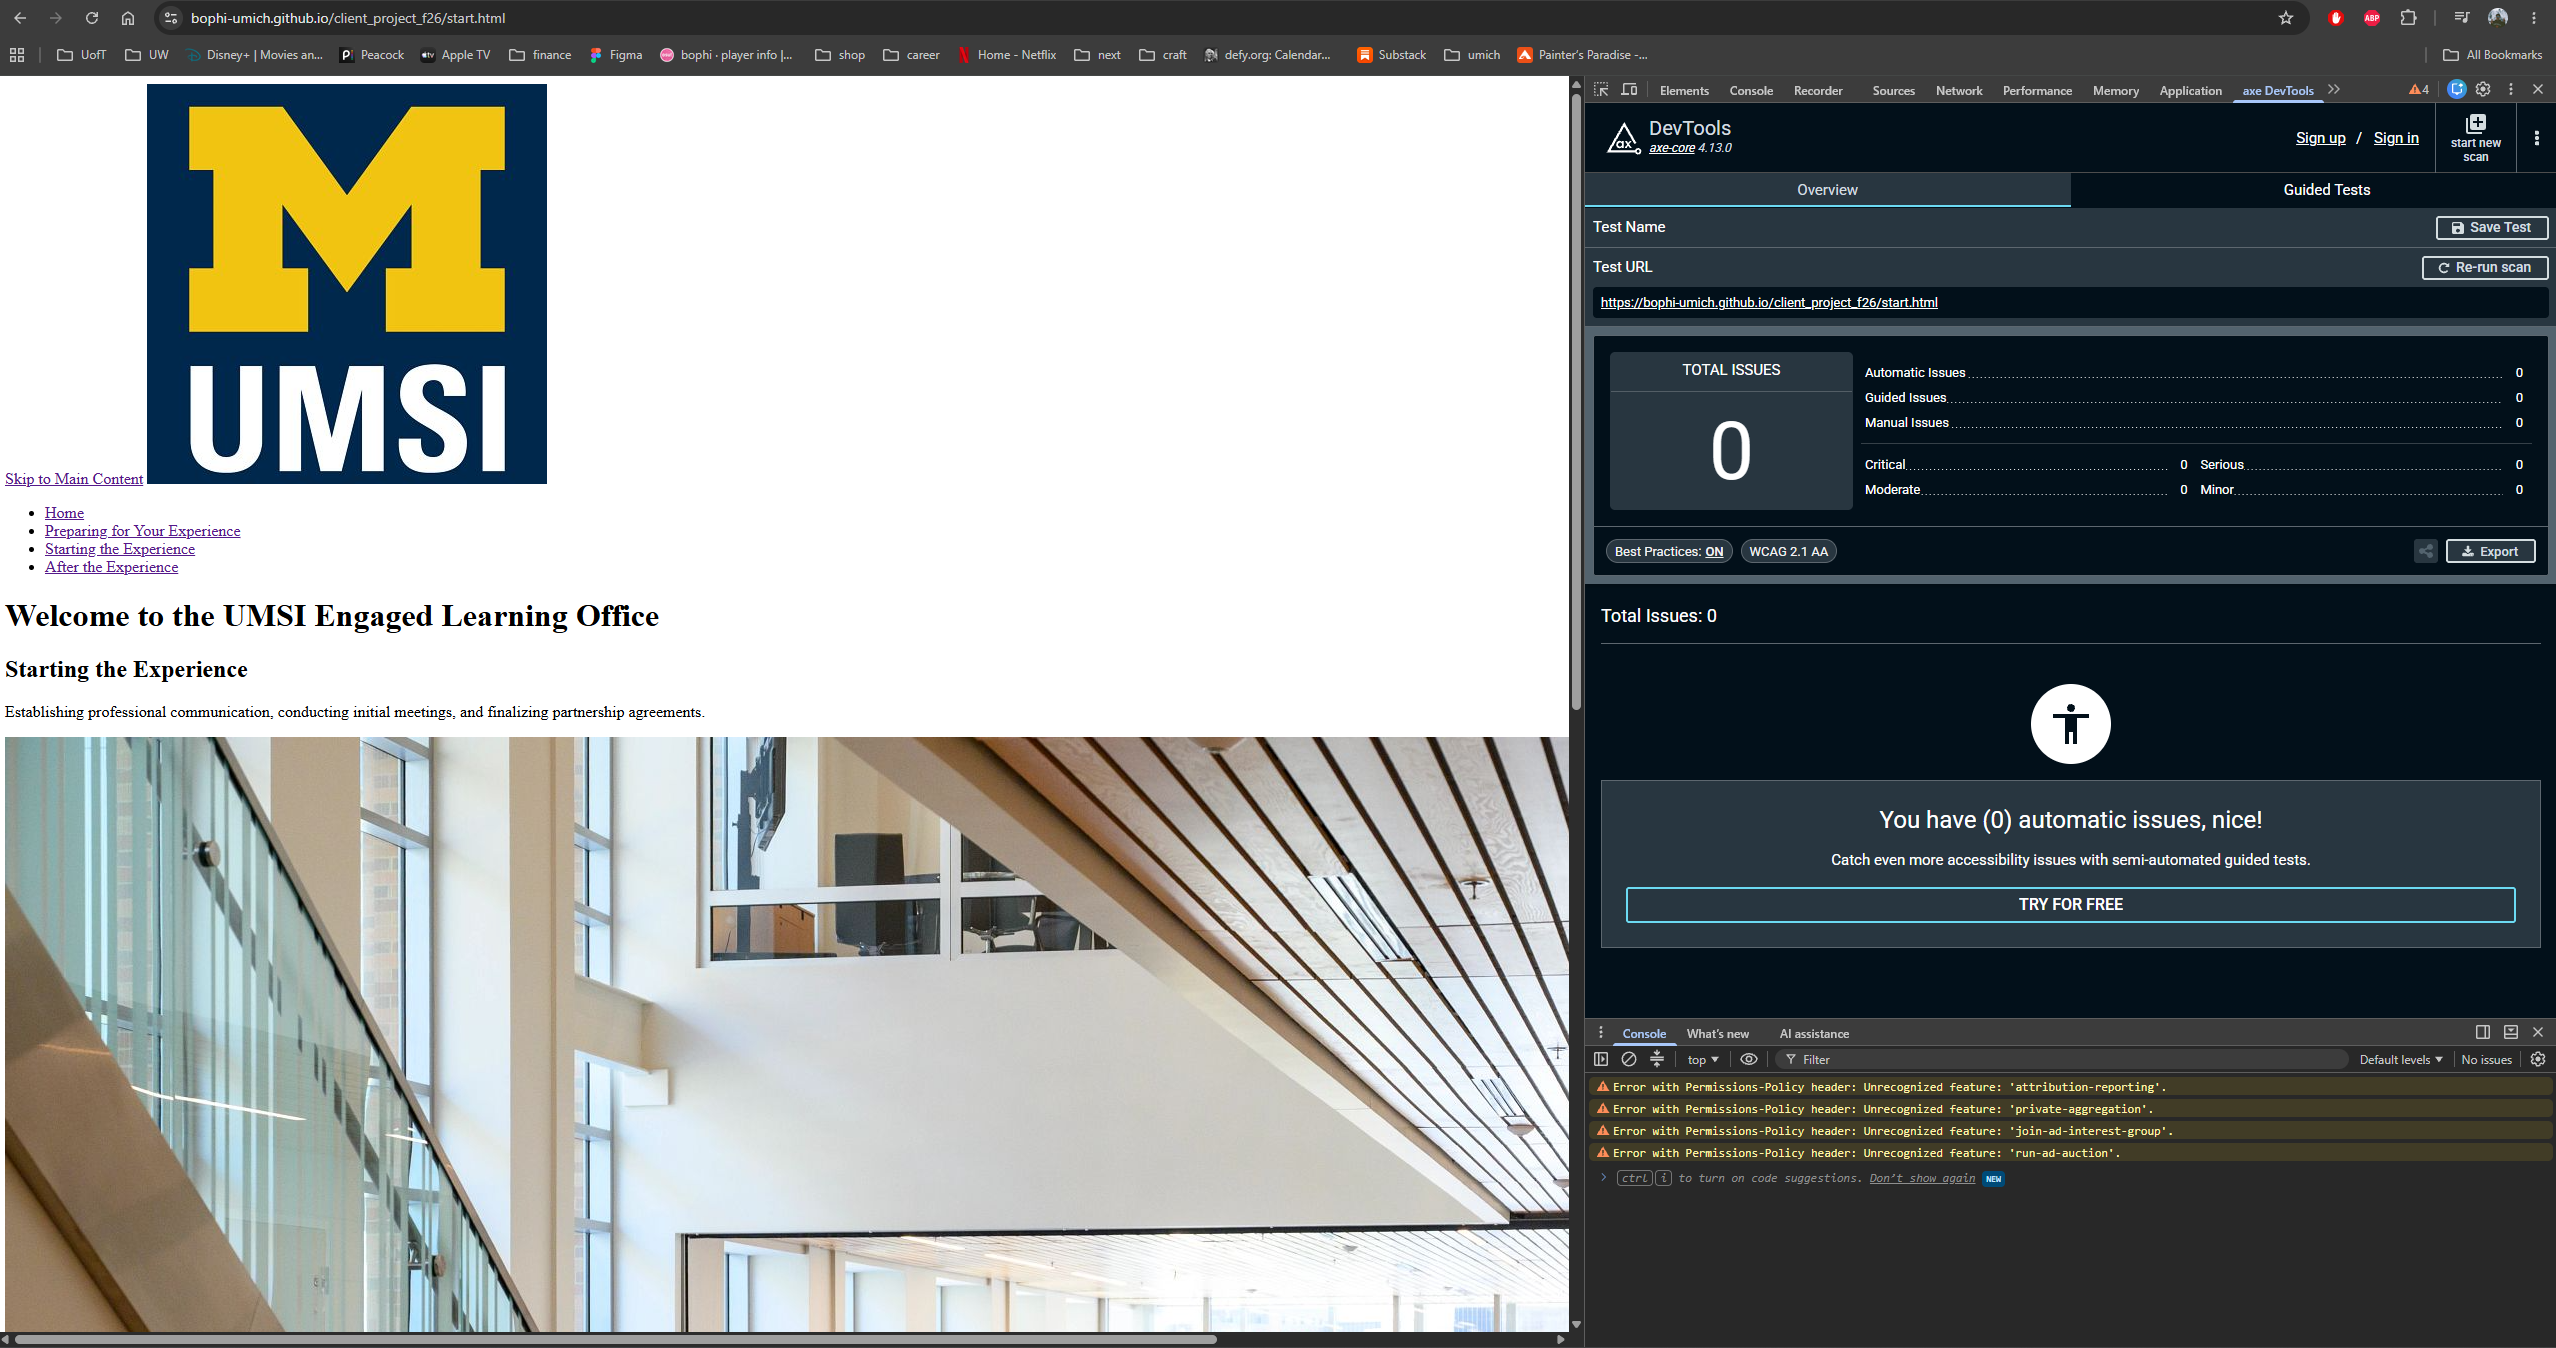 bophi-umich.github.io/client_project_f26/start.html
UofT
UW
Disney+ | Movies an...
Peacock
Apple TV
finance
Figma
bophi · player info |...
shop
career
Home - Netflix
next
craft
defy.org: Calendar...
Substack
umich
Painter's Paradise -...
All Bookmarks
M
UMSI
Skip to Main Content
Home
Preparing for Your Experience
Starting the Experience
After the Experience
Welcome to the UMSI Engaged Learning Office
Starting the Experience
Establishing professional communication, conducting initial meetings, and finalizing partnership agreements.
Elements
Console
Recorder
Sources
Network
Performance
Memory
Application
axe DevTools
4
DevTools
axe-core 4.13.0
Sign up / Sign in
start new scan
Overview
Guided Tests
Test Name
Save Test
Test URL
Re-run scan
https://bophi-umich.github.io/client_project_f26/start.html
TOTAL ISSUES
0
Automatic Issues 0
Guided Issues 0
Manual Issues 0
Critical 0 Serious 0
Moderate 0 Minor 0
Best Practices: ON
WCAG 2.1 AA
Export
Total Issues: 0
You have (0) automatic issues, nice!
Catch even more accessibility issues with semi-automated guided tests.
TRY FOR FREE
Console
What's new
AI assistance
top
Filter
Default levels
No issues
Error with Permissions-Policy header: Unrecognized feature: 'attribution-reporting'.
Error with Permissions-Policy header: Unrecognized feature: 'private-aggregation'.
Error with Permissions-Policy header: Unrecognized feature: 'join-ad-interest-group'.
Error with Permissions-Policy header: Unrecognized feature: 'run-ad-auction'.
ctrl i to turn on code suggestions. Don't show again NEW